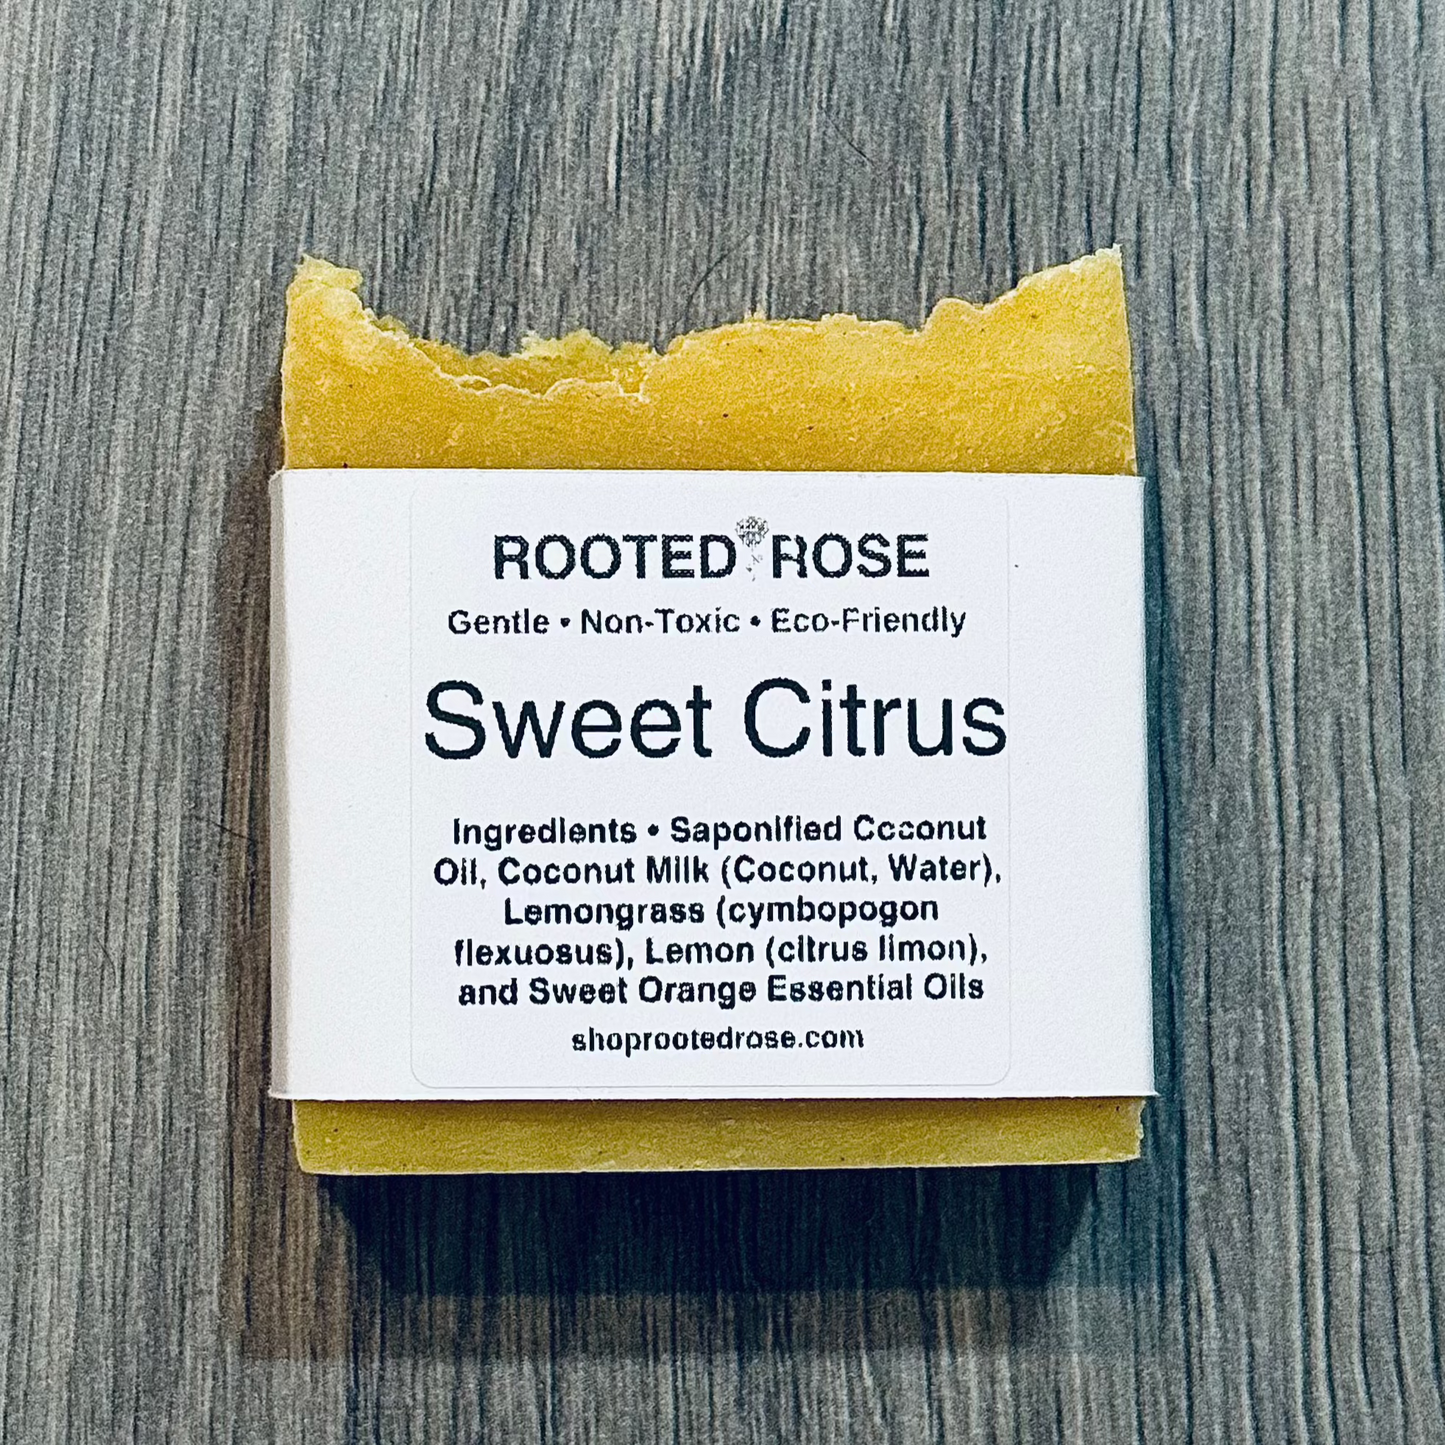 ROOTED ROSE
Gentle • Non-Toxic • Eco-Friendly
Sweet Citrus
Ingredients • Saponified Coconut
Oil, Coconut Milk (Coconut, Water),
Lemongrass (cymbopogon
flexuosus), Lemon (citrus limon),
and Sweet Orange Essential Oils
shoprootedrose.com